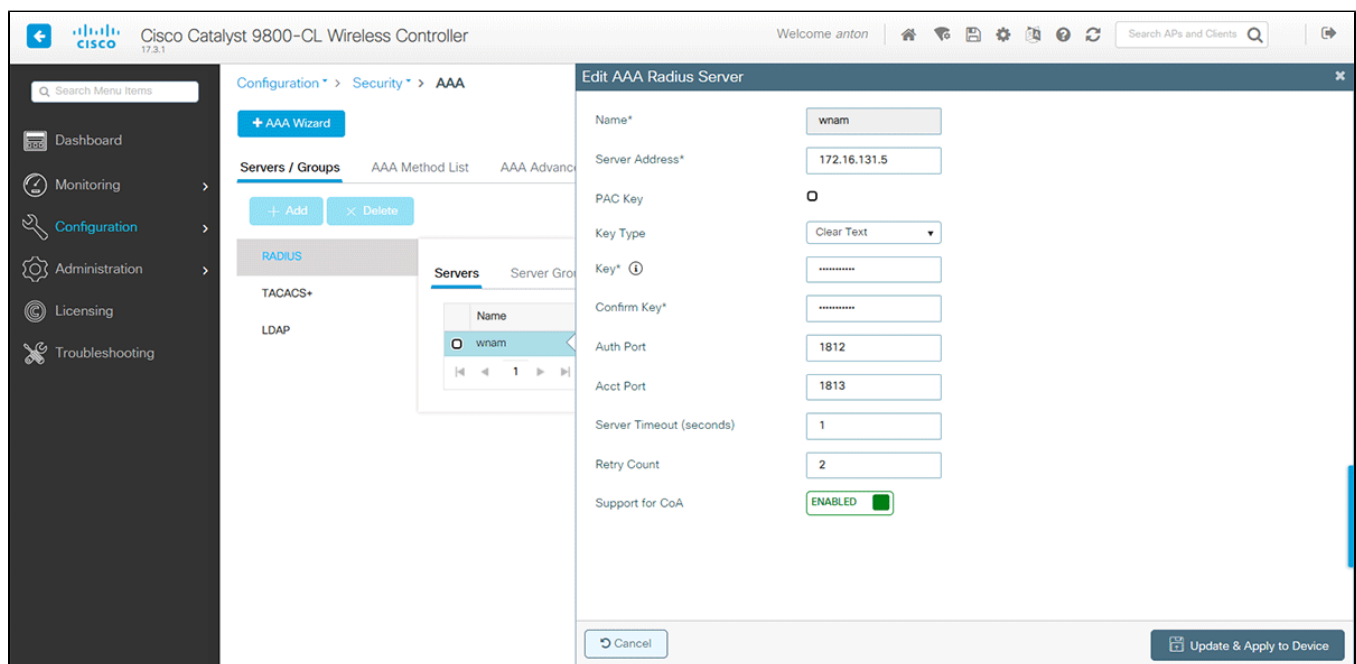 CISCO
Cisco Catalyst 9800-CL Wireless Controller
17.3.1
Welcome anton
Search APs and Clients
Search Menu Items
Dashboard
Monitoring
Configuration
Administration
Licensing
Troubleshooting
Configuration > Security > AAA
+ AAA Wizard
Servers / Groups AAA Method List AAA Advanc
+ Add × Delete
RADIUS
TACACS+
LDAP
Servers Server Gro
Name
wnam
1
Edit AAA Radius Server
Name* wnam
Server Address* 172.16.131.5
PAC Key
Key Type Clear Text
Key* ...........
Confirm Key* ...........
Auth Port 1812
Acct Port 1813
Server Timeout (seconds) 1
Retry Count 2
Support for CoA ENABLED
Cancel
Update & Apply to Device